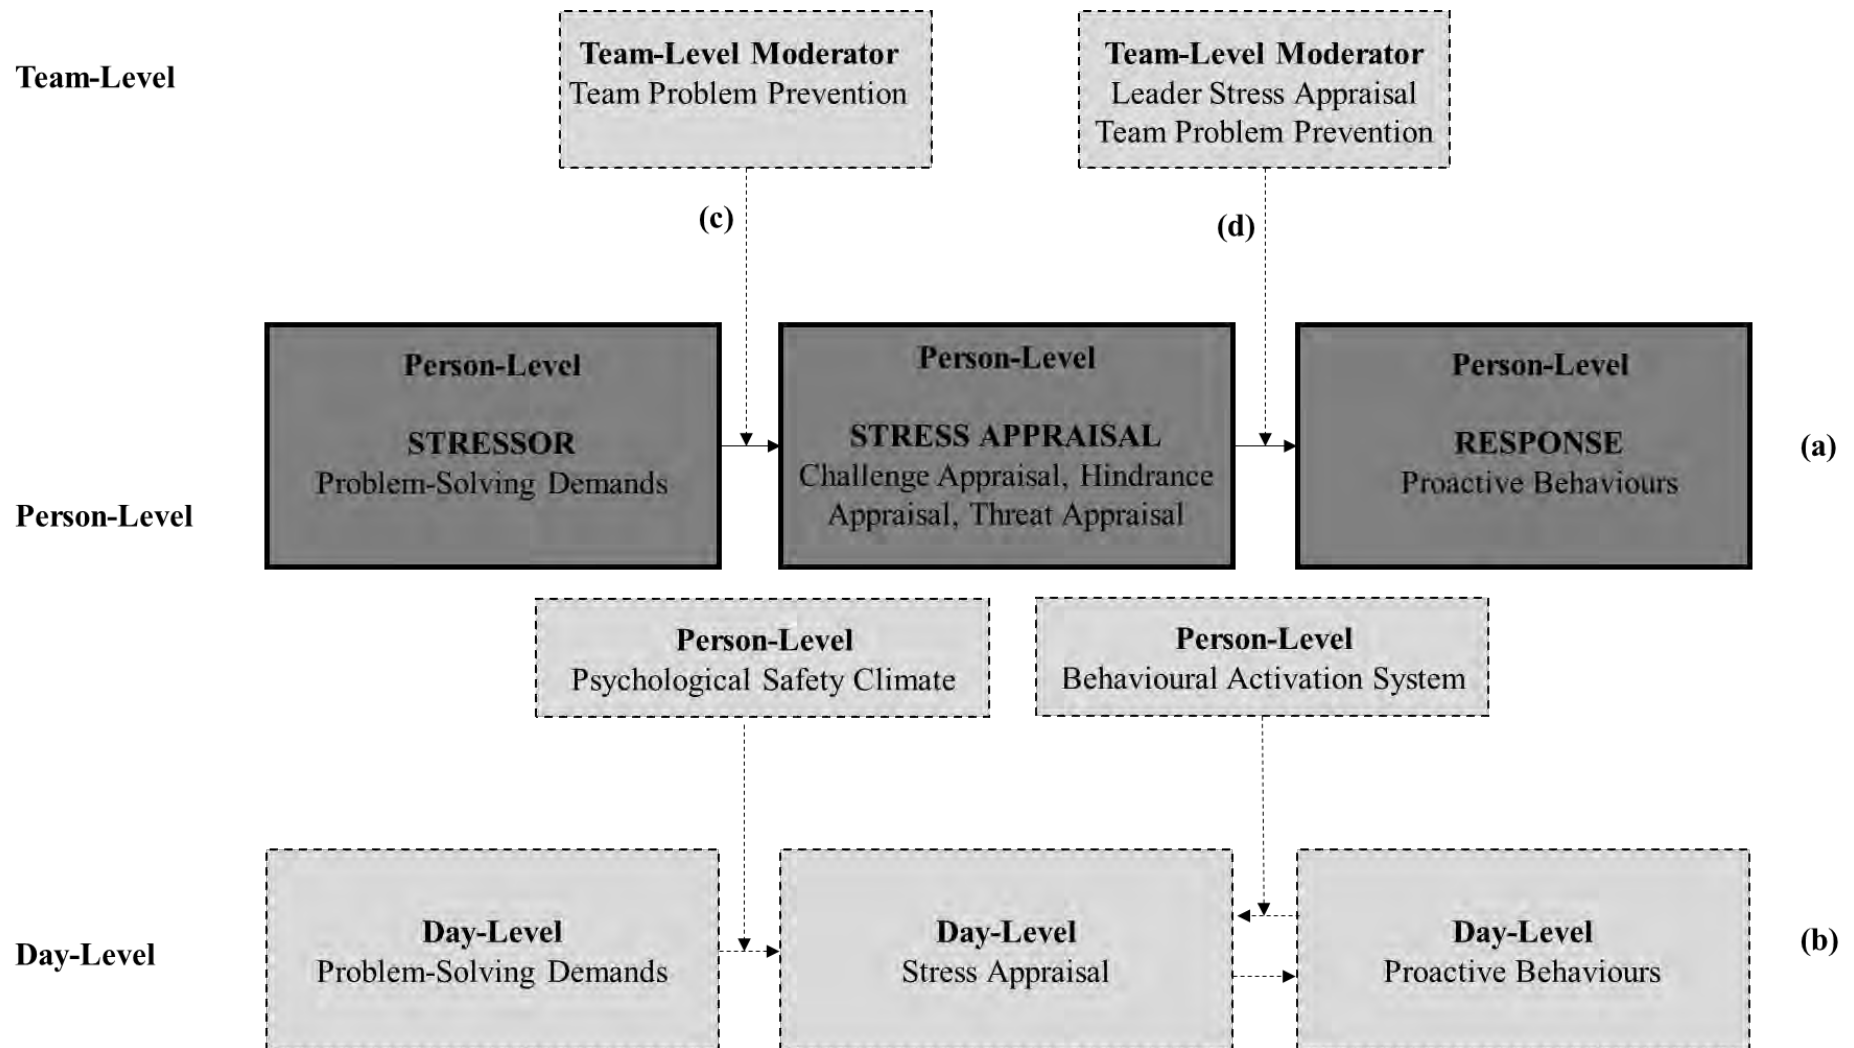 Team-Level
Team-Level Moderator
Team Problem Prevention
Team-Level Moderator
Leader Stress Appraisal
Team Problem Prevention
(c)
(d)
Person-Level
Person-Level
STRESSOR
Problem-Solving Demands
Person-Level
STRESS APPRAISAL
Challenge Appraisal, Hindrance
Appraisal, Threat Appraisal
Person-Level
RESPONSE
Proactive Behaviours
(a)
Person-Level
Psychological Safety Climate
Person-Level
Behavioural Activation System
Day-Level
Day-Level
Problem-Solving Demands
Day-Level
Stress Appraisal
Day-Level
Proactive Behaviours
(b)